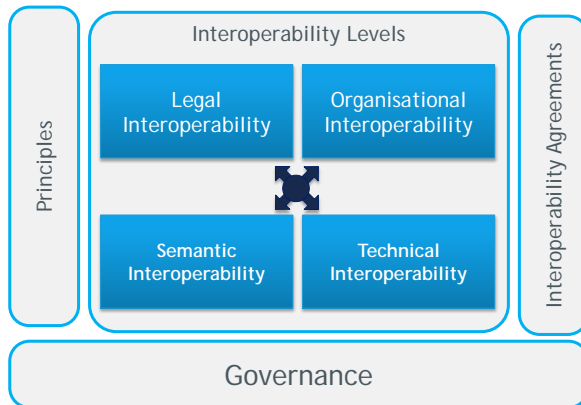 Principles
Interoperability Levels
Legal
Interoperability
Organisational
Interoperability
Semantic
Interoperability
Technical
Interoperability
Interoperability Agreements
Governance